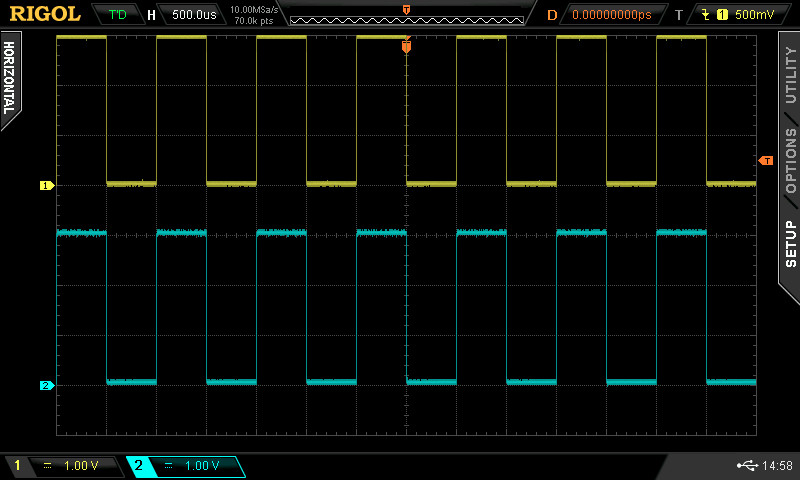 RIGOL T'D H 500.0us 10.00MSa/s 70.0k pts T D 0.00000000ps T 1 500mV
HORIZONTAL
T
UTILITY
OPTIONS
SETUP
T
1
2
1 1.00 V 2 1.00 V 14:58